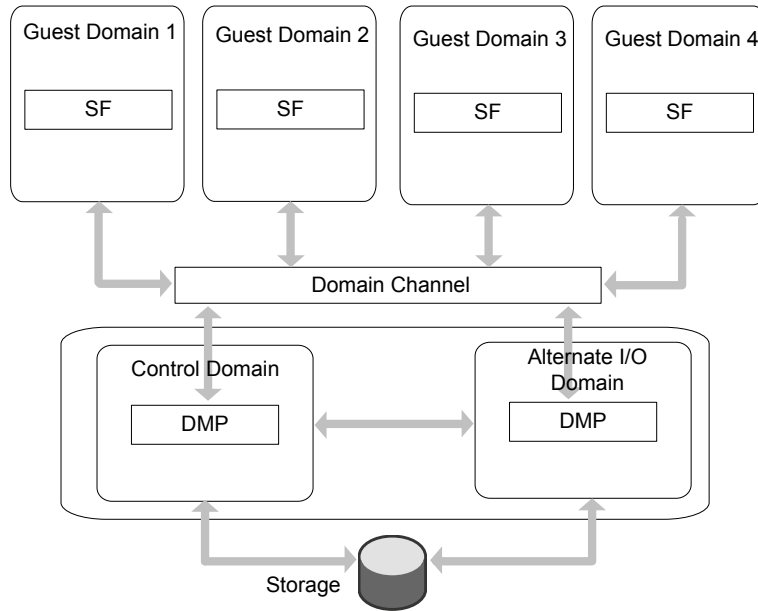 Guest Domain 1
Guest Domain 2
Guest Domain 3
Guest Domain 4
SF
SF
SF
SF
Domain Channel
Control Domain
Alternate I/O
Domain
DMP
DMP
Storage